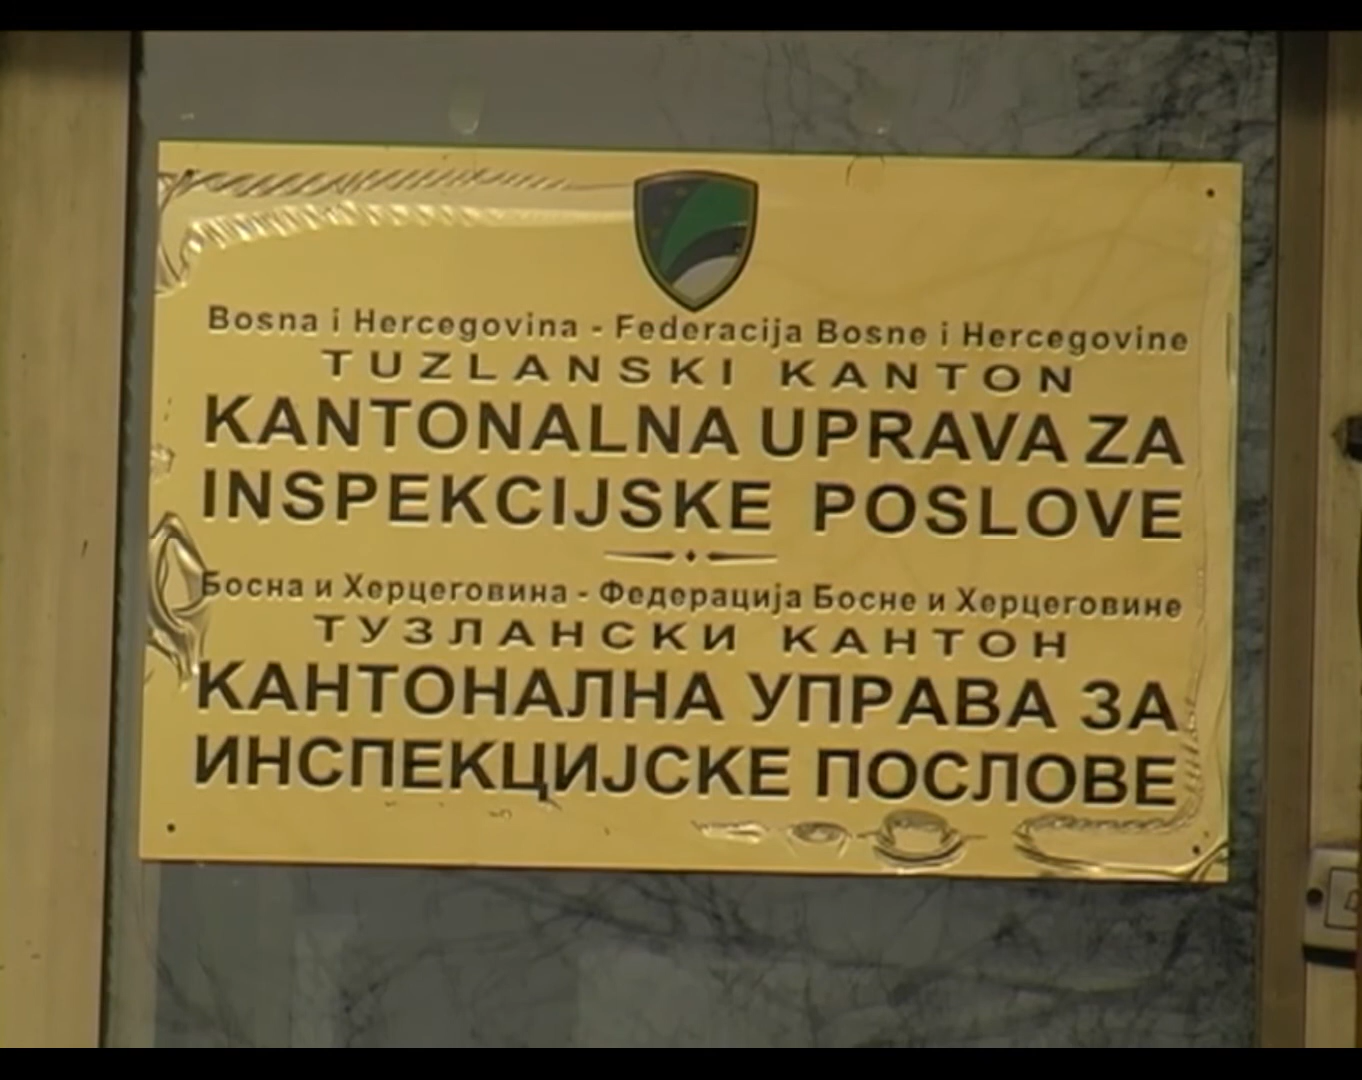 Bosna i Hercegovina - Federacija Bosne i Hercegovine
TUZLANSKI KANTON
KANTONALNA UPRAVA ZA
INSPEKCIJSKE POSLOVE
Босна и Херцеговина - Федерација Босне и Херцеговине
ТУЗЛАНСКИ КАНТОН
КАНТОНАЛНА УПРАВА ЗА
ИНСПЕКЦИЈСКЕ ПОСЛОВЕ